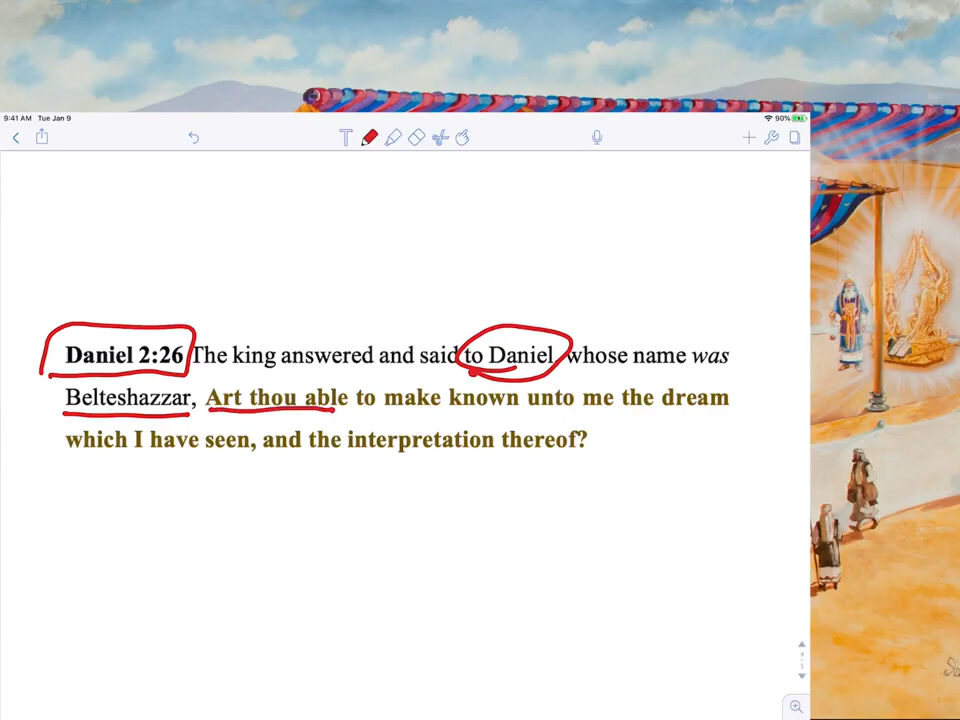 9:41 AM Tue Jan 9
90%
T
Daniel 2:26 The king answered and said to Daniel, whose name was
Belteshazzar, Art thou able to make known unto me the dream
which I have seen, and the interpretation thereof?